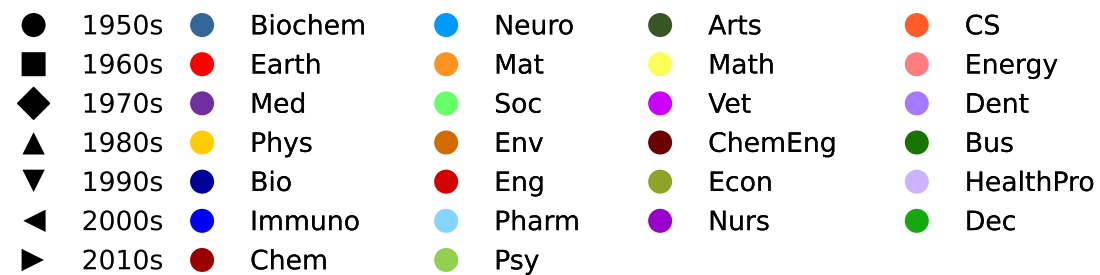 1950s Biochem Neuro Arts CS
1960s Earth Mat Math Energy
1970s Med Soc Vet Dent
1980s Phys Env ChemEng Bus
1990s Bio Eng Econ HealthPro
2000s Immuno Pharm Nurs Dec
2010s Chem Psy